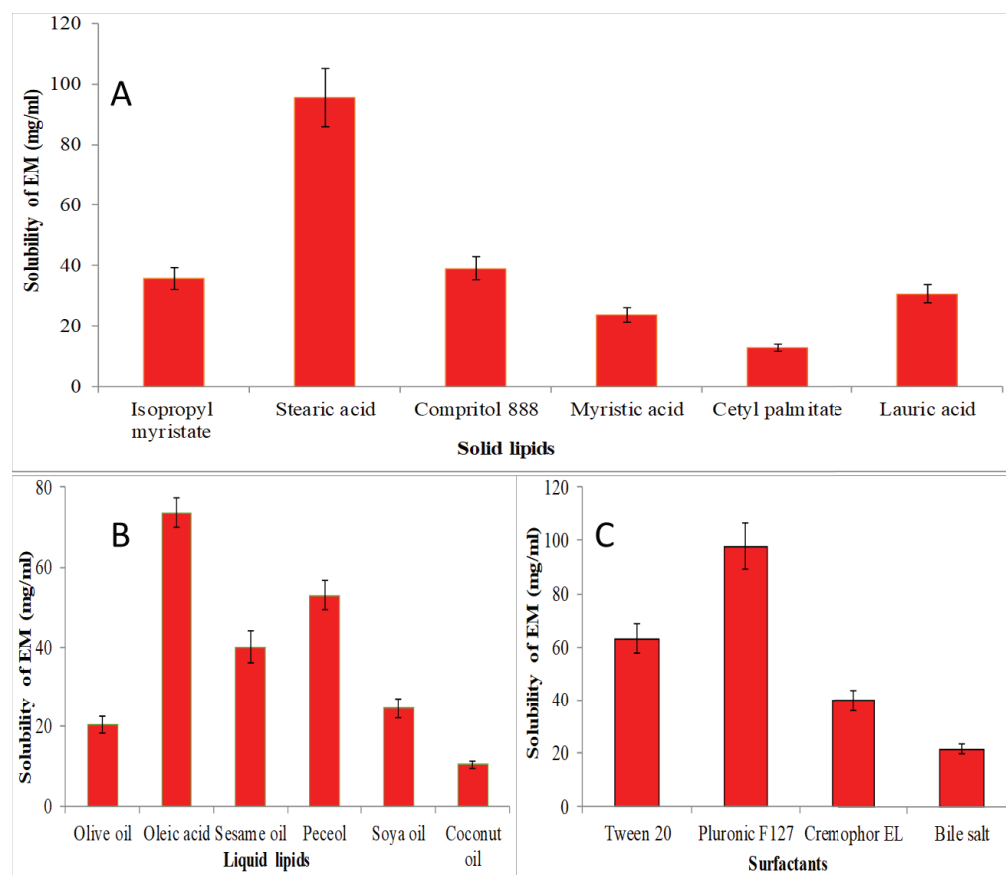 A
Solubility of EM (mg/ml)
120
100
80
60
40
20
0
Isopropyl myristate
Stearic acid
Compritol 888
Myristic acid
Cetyl palmitate
Lauric acid
Solid lipids
B
Solubility of EM (mg/ml)
80
60
40
20
0
Olive oil
Oleic acid
Sesame oil
Peceol
Soya oil
Coconut oil
Liquid lipids
C
Solubility of EM (mg/ml)
120
100
80
60
40
20
0
Tween 20
Pluronic F127
Cremophor EL
Bile salt
Surfactants